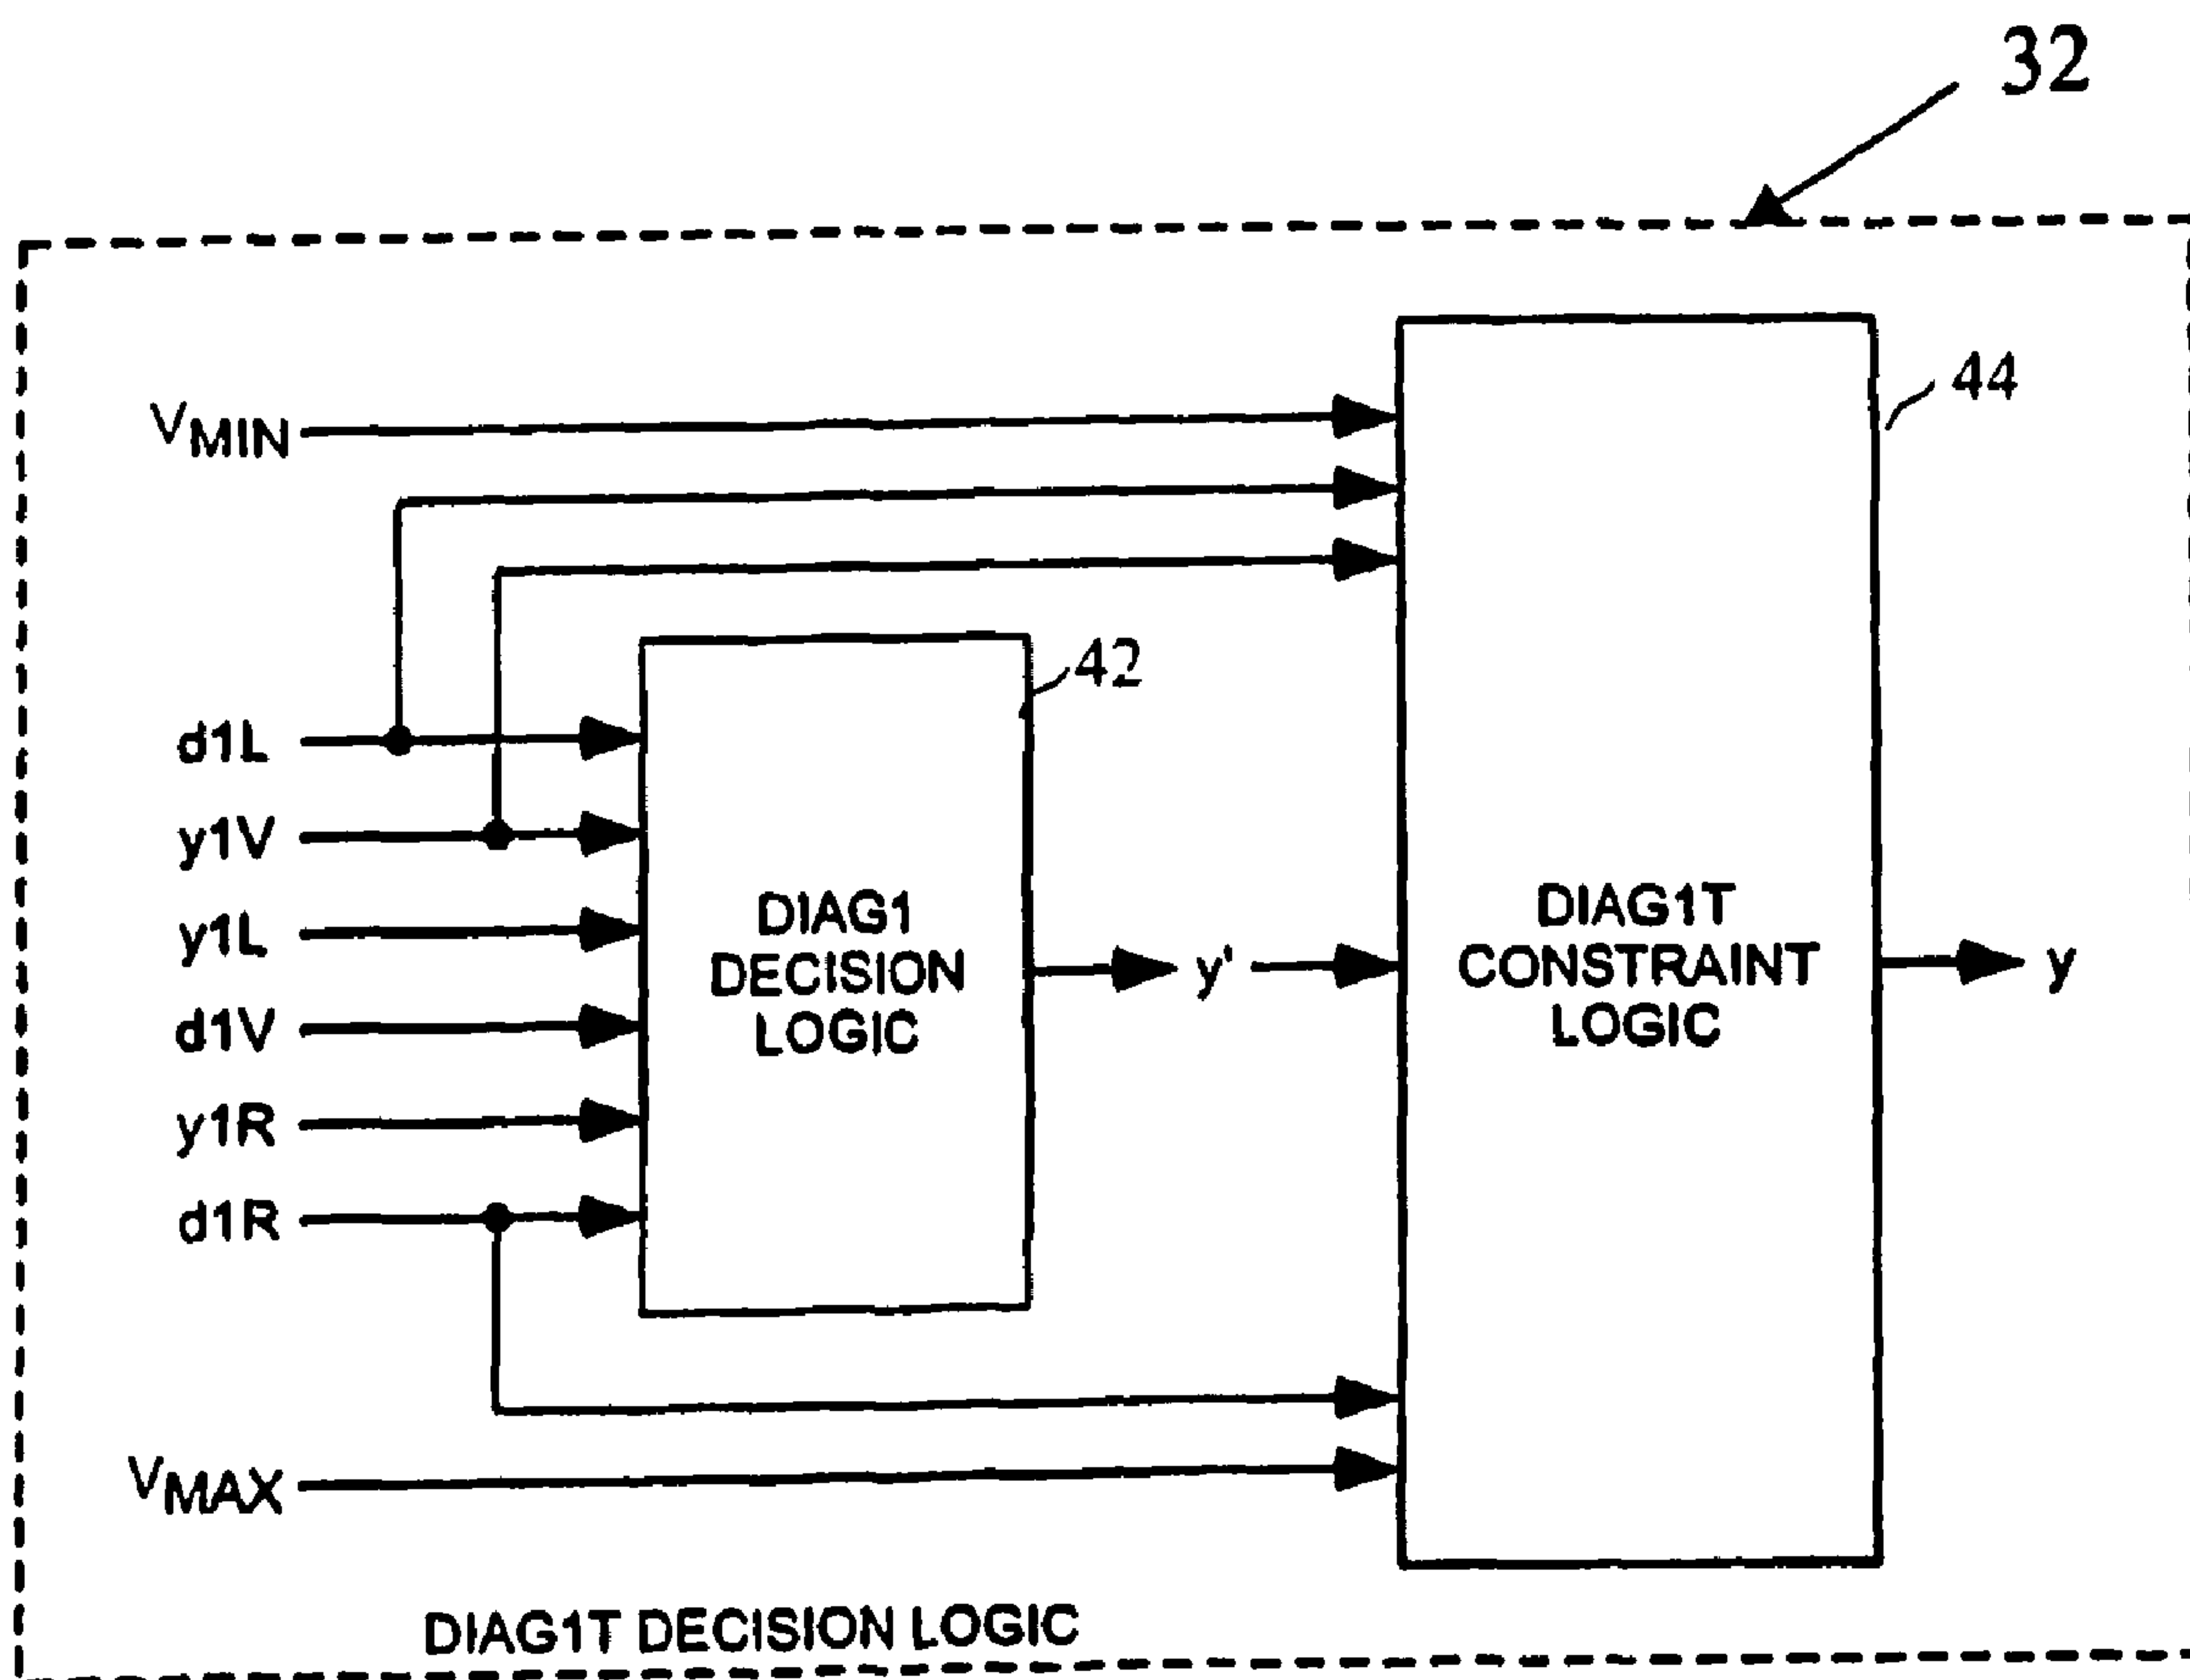 32
44
VMIN
42
d1L
y1V
y1L
d1V
y1R
d1R
DIAG1
DECISION
LOGIC
y'
DIAG1T
CONSTRAINT
LOGIC
y
VMAX
DIAG1T DECISION LOGIC